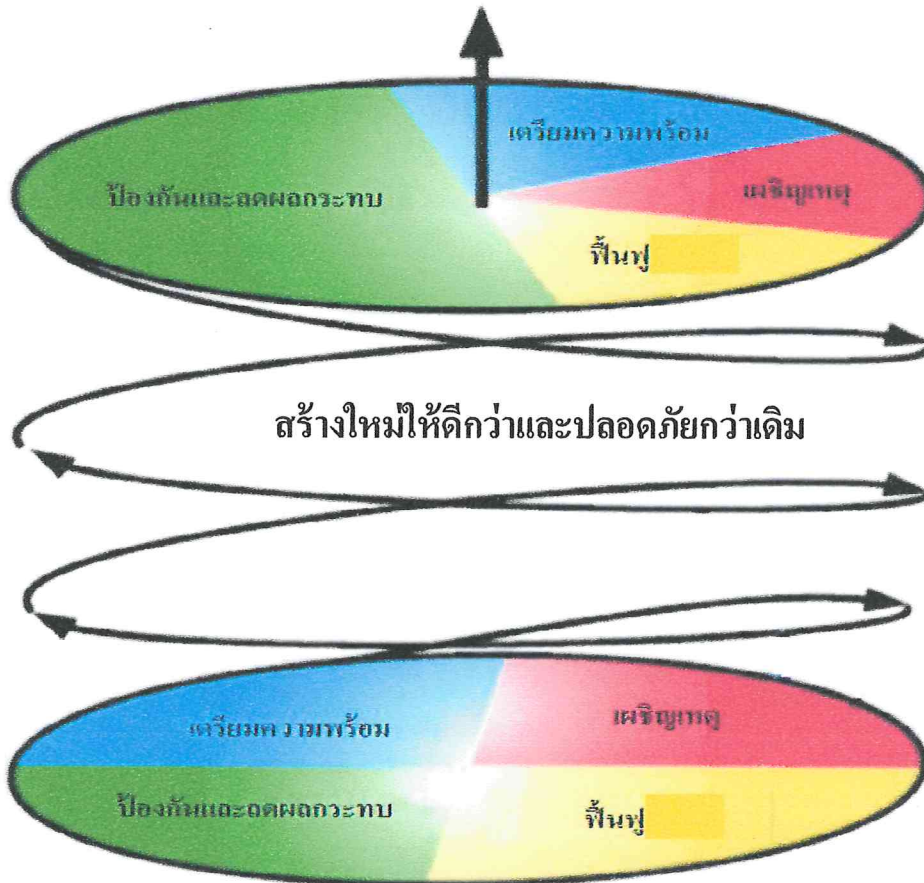 เตรียมความพร้อม
ป้องกันและลดผลกระทบ
เผชิญเหตุ
ฟื้นฟู
สร้างใหม่ให้ดีกว่าและปลอดภัยกว่าเดิม
เตรียมความพร้อม
เผชิญเหตุ
ป้องกันและลดผลกระทบ
ฟื้นฟู